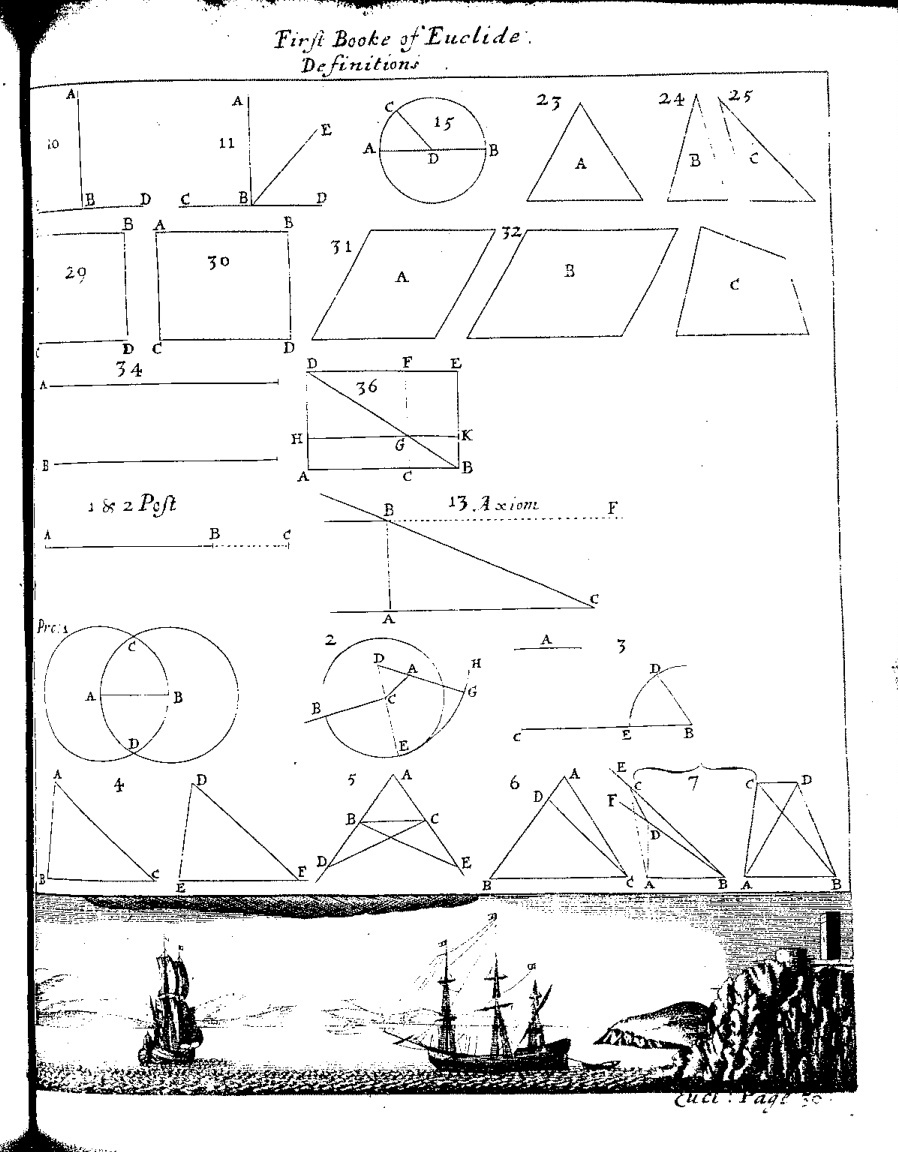 Firſt Booke of Euclide.
Definitions
A A C 15 23 24 25
10 11 E A D B A B C
B D C B D
B A B 31 32
29 30 A B C
D C D
34 D F E
A 36
H G K
B A C B
1 & 2 Poſt 13. Axiom
A B C B F
A C
Pro: 1 2 A 3
C D A H D
A B B C G
D E C E B
A 4 D 5 A 6 A E C 7 C D
B C D F D
B C E F D E B C A B A B
Eucl: Page 30